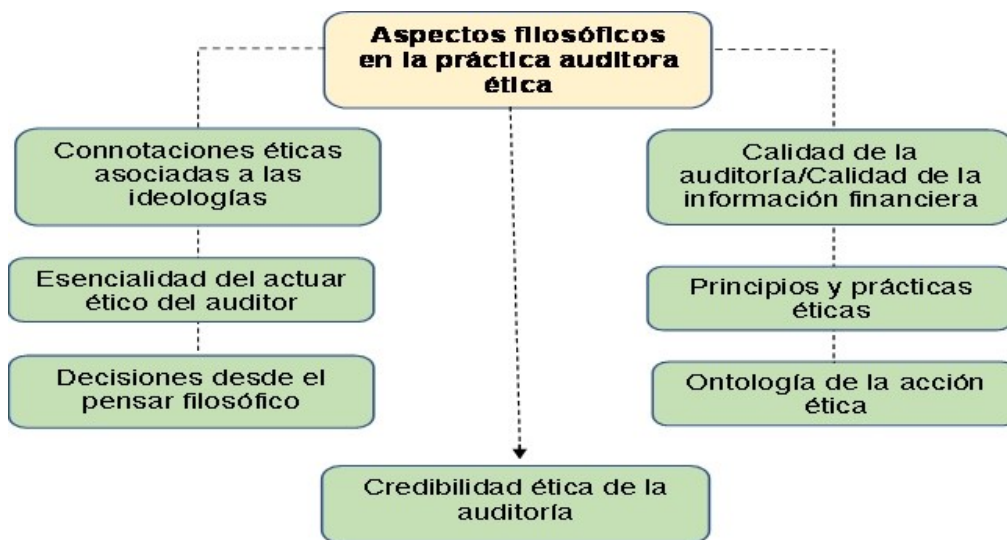 Aspectos filosóficos
en la práctica auditora
ética
Connotaciones éticas
asociadas a las
ideologías
Esencialidad del actuar
ético del auditor
Decisiones desde el
pensar filosófico
Calidad de la
auditoría/Calidad de la
información financiera
Principios y prácticas
éticas
Ontología de la acción
ética
Credibilidad ética de la
auditoría